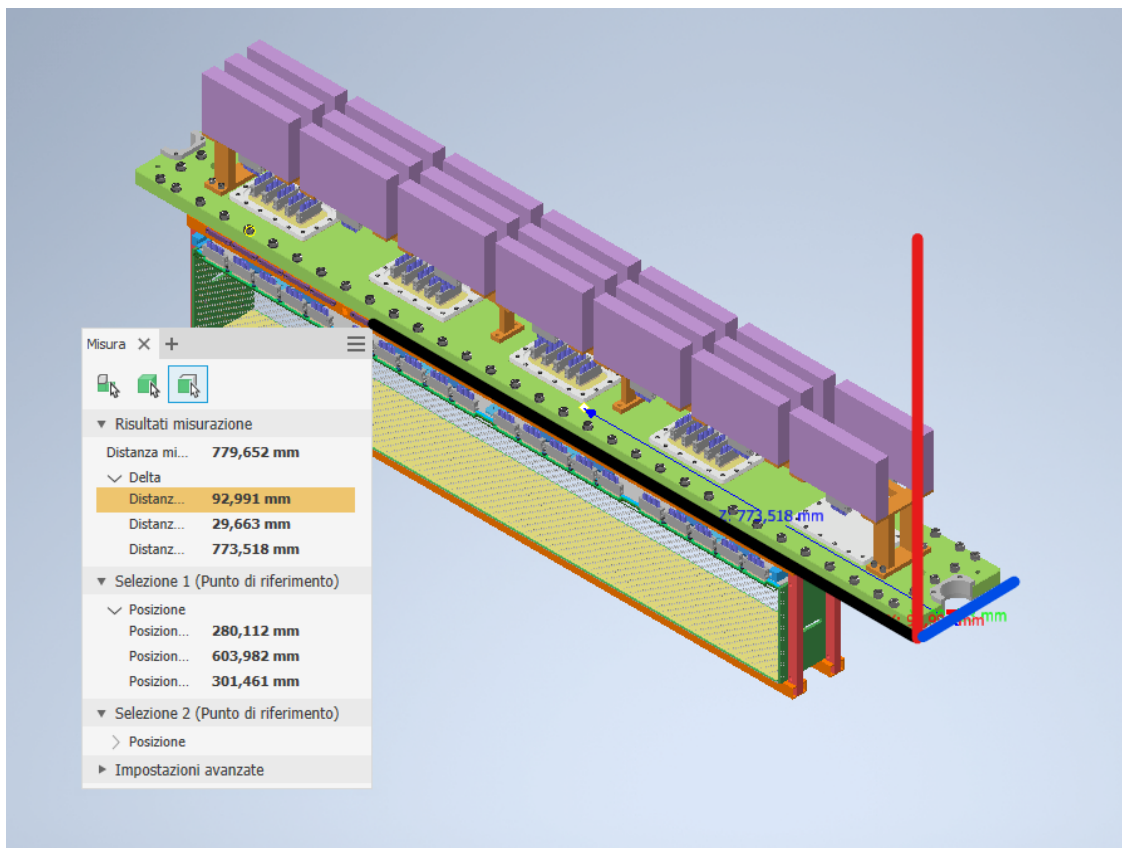 Misura
Risultati misurazione
Distanza mi... 779,652 mm
Delta
Distanz... 92,991 mm
Distanz... 29,663 mm
Distanz... 773,518 mm
Selezione 1 (Punto di riferimento)
Posizione
Posizion... 280,112 mm
Posizion... 603,982 mm
Posizion... 301,461 mm
Selezione 2 (Punto di riferimento)
Posizione
Impostazioni avanzate
Z: 773,518 mm
mm
mm